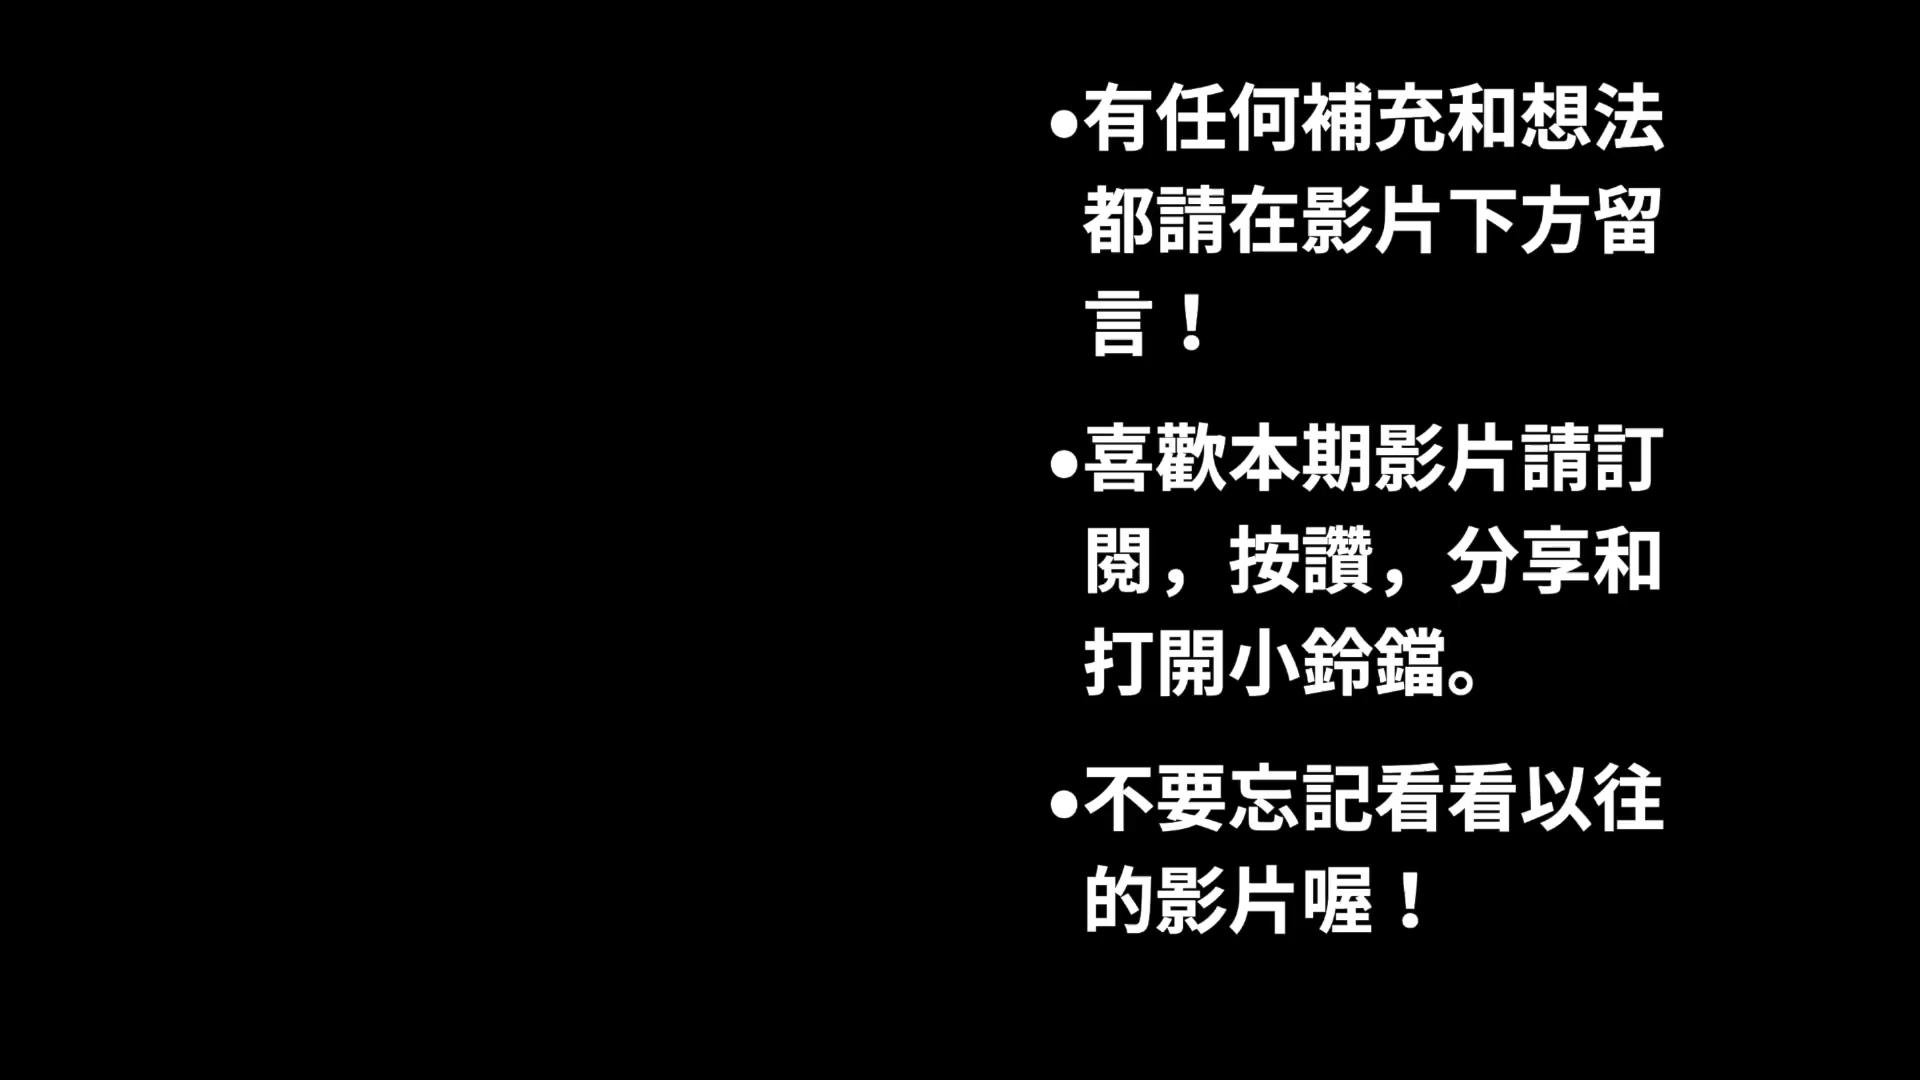 •有任何補充和想法
都請在影片下方留
言！
•喜歡本期影片請訂
閱，按讚，分享和
打開小鈴鐺。
•不要忘記看看以往
的影片喔！